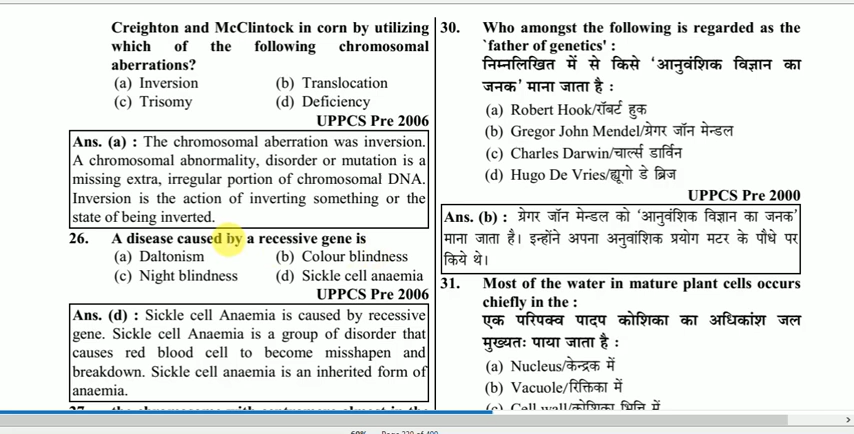 Creighton and McClintock in corn by utilizing
which of the following chromosomal
aberrations?
(a) Inversion (b) Translocation
(c) Trisomy (d) Deficiency
UPPCS Pre 2006
Ans. (a) : The chromosomal aberration was inversion.
A chromosomal abnormality, disorder or mutation is a
missing extra, irregular portion of chromosomal DNA.
Inversion is the action of inverting something or the
state of being inverted.
26. A disease caused by a recessive gene is
(a) Daltonism (b) Colour blindness
(c) Night blindness (d) Sickle cell anaemia
UPPCS Pre 2006
Ans. (d) : Sickle cell Anaemia is caused by recessive
gene. Sickle cell Anaemia is a group of disorder that
causes red blood cell to become misshapen and
breakdown. Sickle cell anaemia is an inherited form of
anaemia.
30. Who amongst the following is regarded as the
`father of genetics' :
निम्नलिखित में से किसे ‘आनुवंशिक विज्ञान का
जनक’ माना जाता है :
(a) Robert Hook/रॉबर्ट हुक
(b) Gregor John Mendel/ग्रेगर जॉन मेन्डल
(c) Charles Darwin/चार्ल्स डार्विन
(d) Hugo De Vries/ह्यूगो डे ब्रिज
UPPCS Pre 2000
Ans. (b) : ग्रेगर जॉन मेन्डल को ‘आनुवंशिक विज्ञान का जनक’
माना जाता है। इन्होंने अपना अनुवांशिक प्रयोग मटर के पौधे पर
किये थे।
31. Most of the water in mature plant cells occurs
chiefly in the :
एक परिपक्व पादप कोशिका का अधिकांश जल
मुख्यतः पाया जाता है :
(a) Nucleus/केन्द्रक में
(b) Vacuole/रिक्तिका में
(c) Cell wall/कोशिका भित्ति में